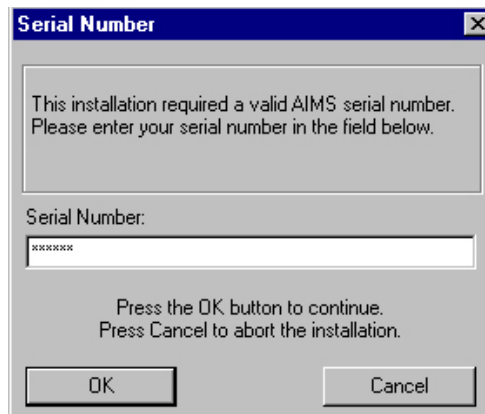 Serial Number
This installation required a valid AIMS serial number.
Please enter your serial number in the field below.
Serial Number:
xxxxxx
Press the OK button to continue.
Press Cancel to abort the installation.
OK
Cancel